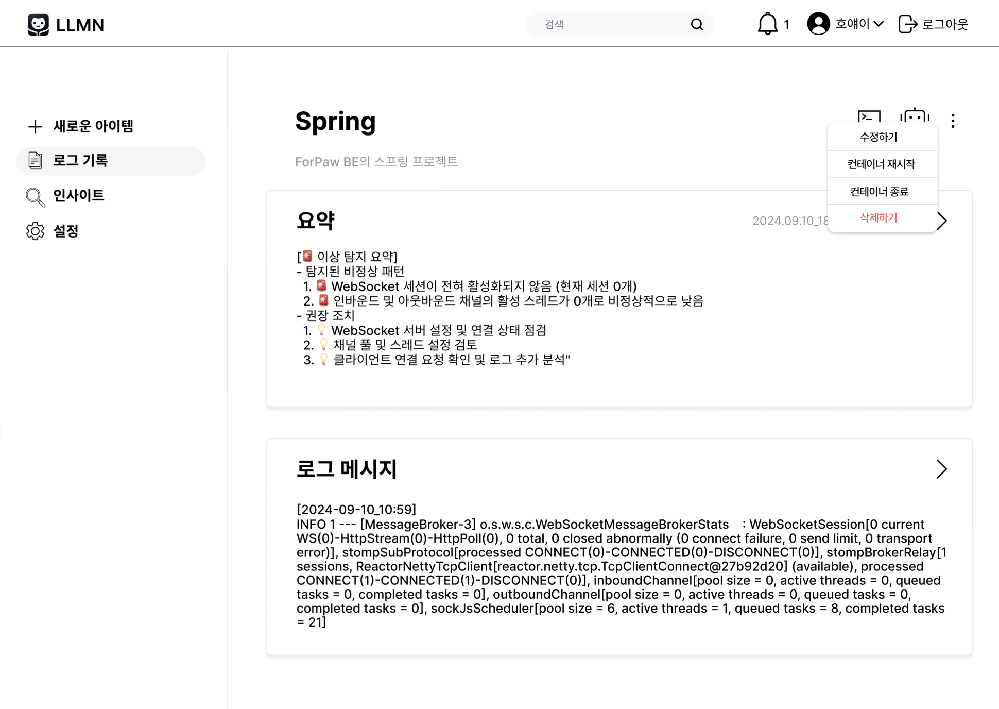 LLMN
검색
1
호얘이
로그아웃
새로운 아이템
로그 기록
인사이트
설정
Spring
ForPaw BE의 스프링 프로젝트
수정하기
컨테이너 재시작
컨테이너 종료
삭제하기
요약
2024.09.10_18
[🚨 이상 탐지 요약]
- 탐지된 비정상 패턴
1. 🚨 WebSocket 세션이 전혀 활성화되지 않음 (현재 세션 0개)
2. 🚨 인바운드 및 아웃바운드 채널의 활성 스레드가 0개로 비정상적으로 낮음
- 권장 조치
1. 💡 WebSocket 서버 설정 및 연결 상태 점검
2. 💡 채널 풀 및 스레드 설정 검토
3. 💡 클라이언트 연결 요청 확인 및 로그 추가 분석"
로그 메시지
[2024-09-10_10:59]
INFO 1 --- [MessageBroker-3] o.s.w.s.c.WebSocketMessageBrokerStats : WebSocketSession[0 current
WS(0)-HttpStream(0)-HttpPoll(0), 0 total, 0 closed abnormally (0 connect failure, 0 send limit, 0 transport
error)], stompSubProtocol[processed CONNECT(0)-CONNECTED(0)-DISCONNECT(0)], stompBrokerRelay[1
sessions, ReactorNettyTcpClient[reactor.netty.tcp.TcpClientConnect@27b92d20] (available), processed
CONNECT(1)-CONNECTED(1)-DISCONNECT(0)], inboundChannel[pool size = 0, active threads = 0, queued
tasks = 0, completed tasks = 0], outboundChannel[pool size = 0, active threads = 0, queued tasks = 0,
completed tasks = 0], sockJsScheduler[pool size = 6, active threads = 1, queued tasks = 8, completed tasks
= 21]